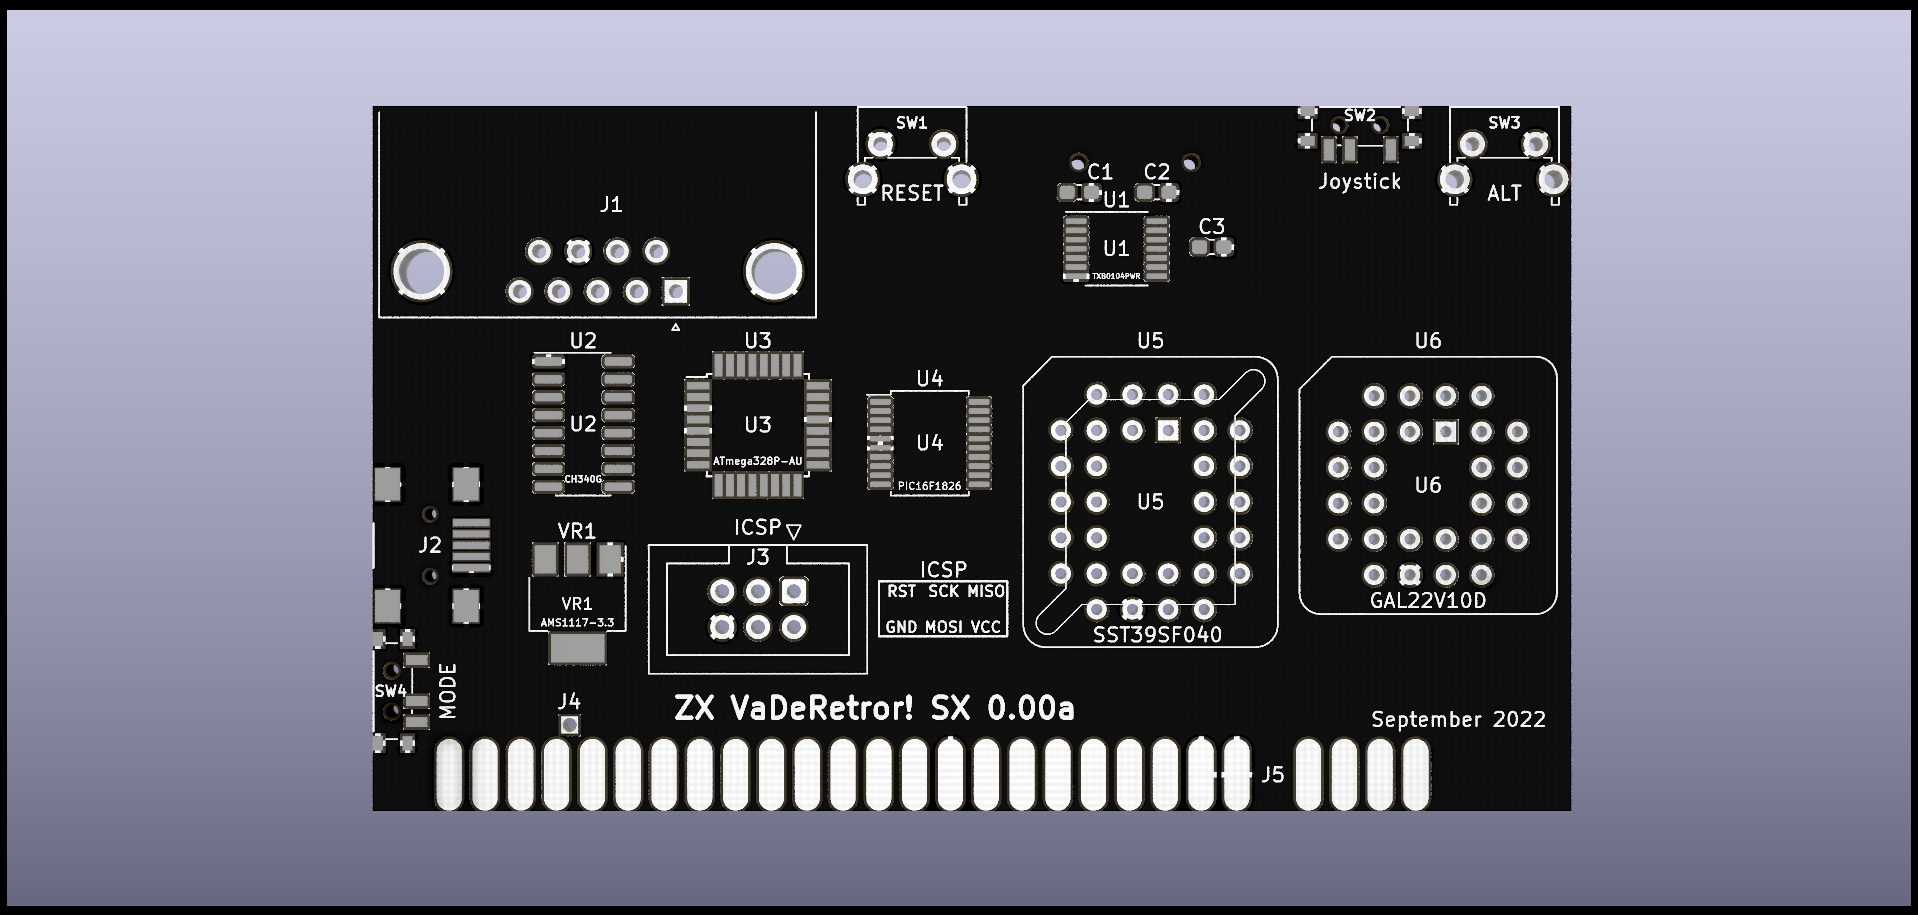 SW1
RESET
SW2
Joystick
SW3
ALT
C1
C2
U1
C3
U1
TXB0104PWR
J1
U2
U3
U4
U5
U6
U2
U3
U4
U5
U6
ATmega328P-AU
CH340G
PIC16F1826
SST39SF040
GAL22V10D
J2
VR1
VR1
AMS1117-3.3
ICSP
J3
ICSP
RST SCK MISO
GND MOSI VCC
SW4
MODE
J4
ZX VaDeRetror! SX 0.00a
September 2022
J5